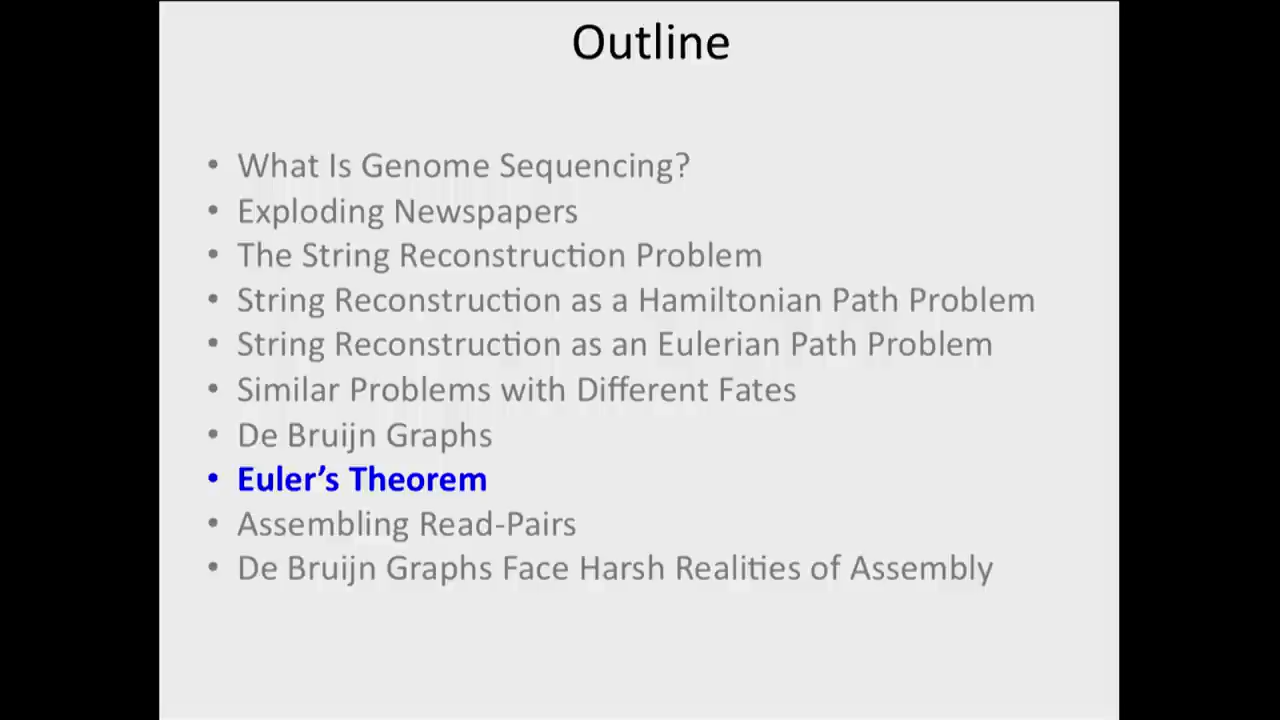 Outline
• What Is Genome Sequencing?
• Exploding Newspapers
• The String Reconstruction Problem
• String Reconstruction as a Hamiltonian Path Problem
• String Reconstruction as an Eulerian Path Problem
• Similar Problems with Different Fates
• De Bruijn Graphs
• Euler’s Theorem
• Assembling Read-Pairs
• De Bruijn Graphs Face Harsh Realities of Assembly